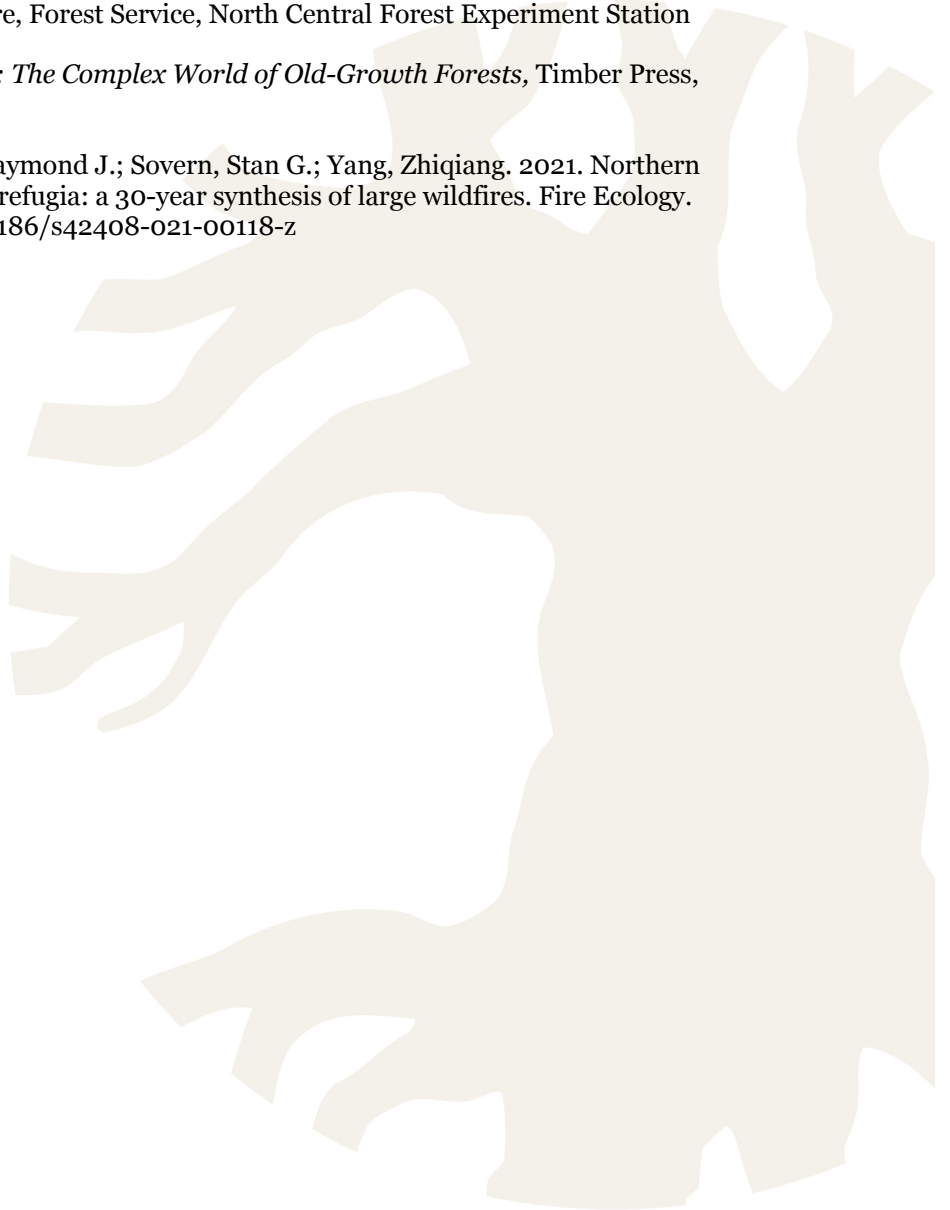 re, Forest Service, North Central Forest Experiment Station
: The Complex World of Old-Growth Forests, Timber Press,
aymond J.; Sovern, Stan G.; Yang, Zhiqiang. 2021. Northern
refugia: a 30-year synthesis of large wildfires. Fire Ecology.
186/s42408-021-00118-z